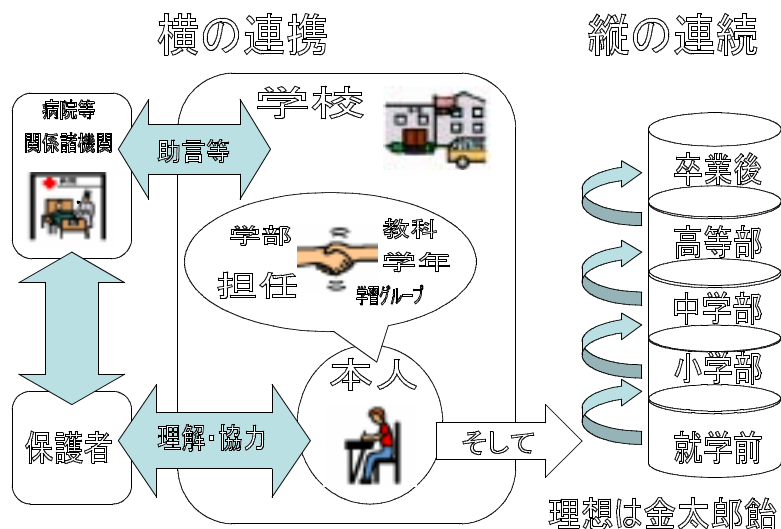 横の連携
縦の連続
学校
病院等
関係諸機関
助言等
学部
教科
担任
学年
学習グループ
本人
保護者
理解・協力
そして
卒業後
高等部
中学部
小学部
就学前
理想は金太郎飴